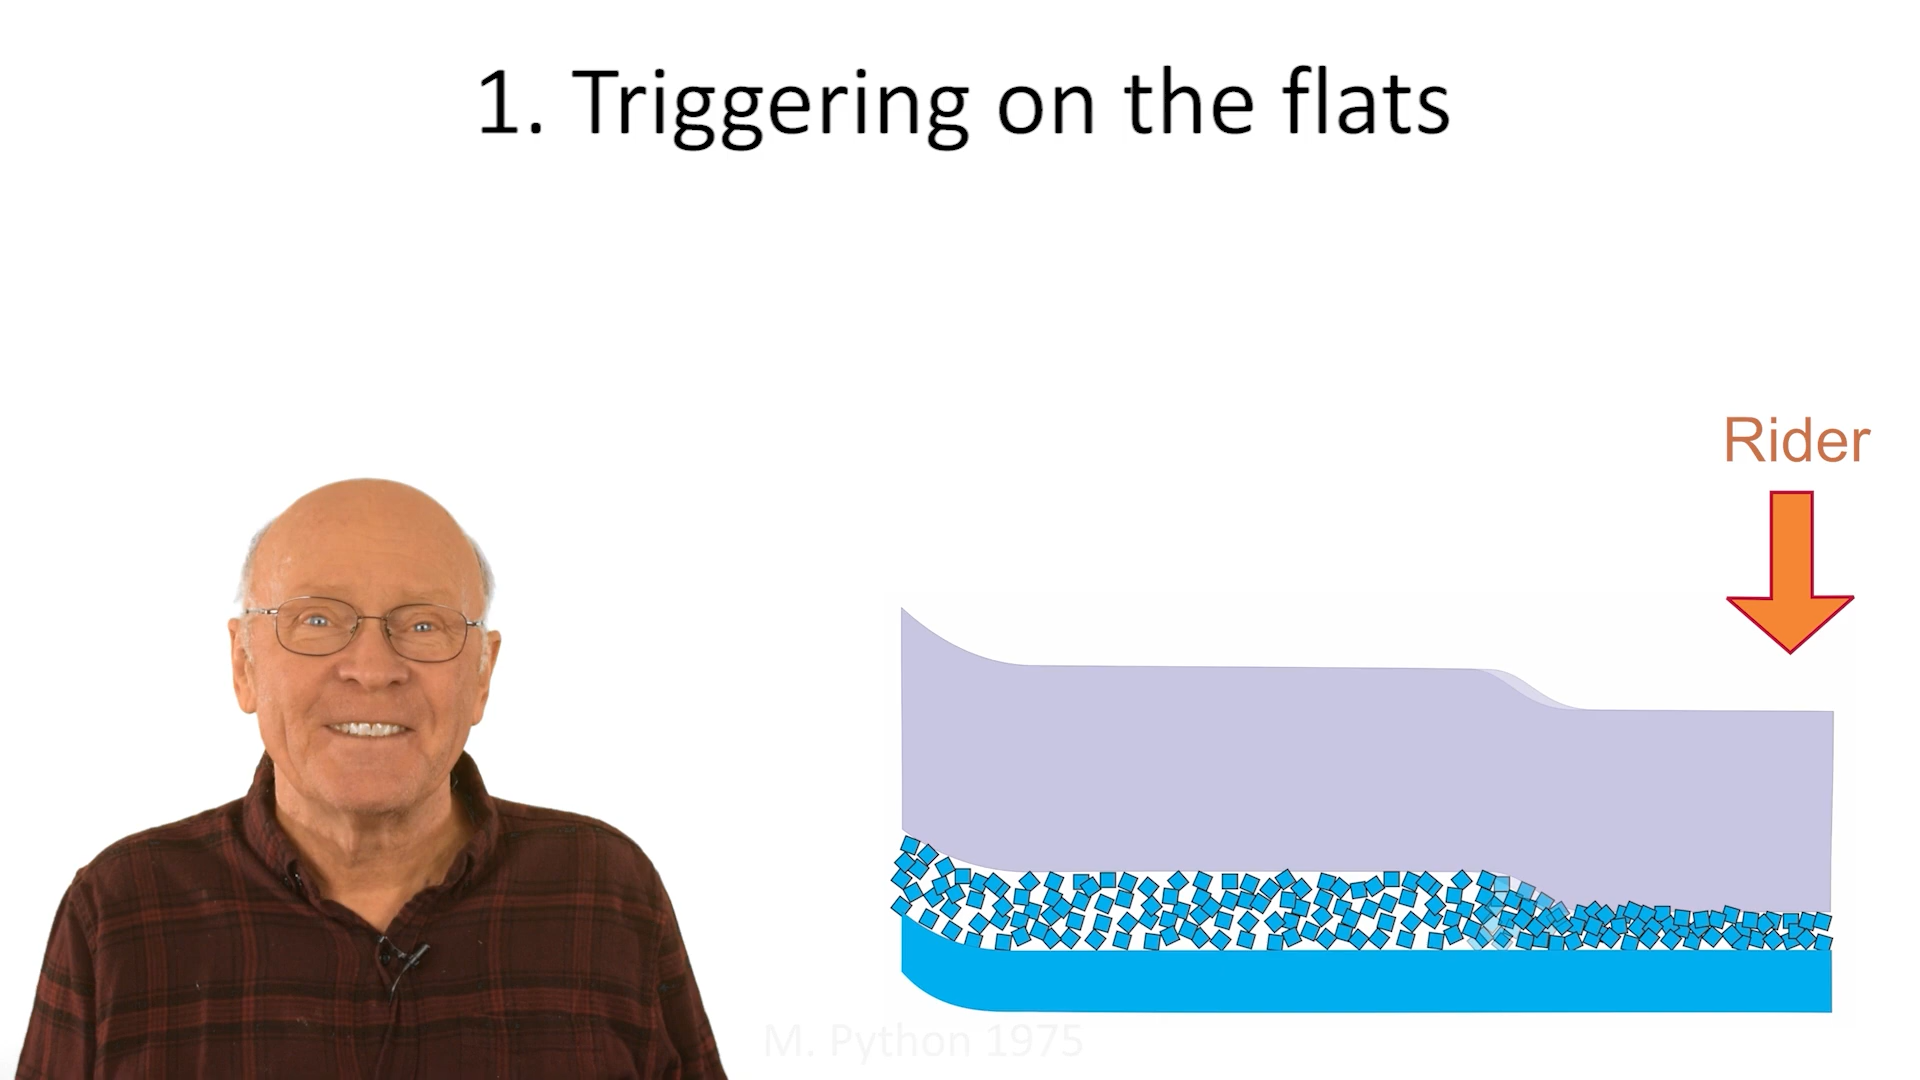 1. Triggering on the flats
Rider
M. Python 1975